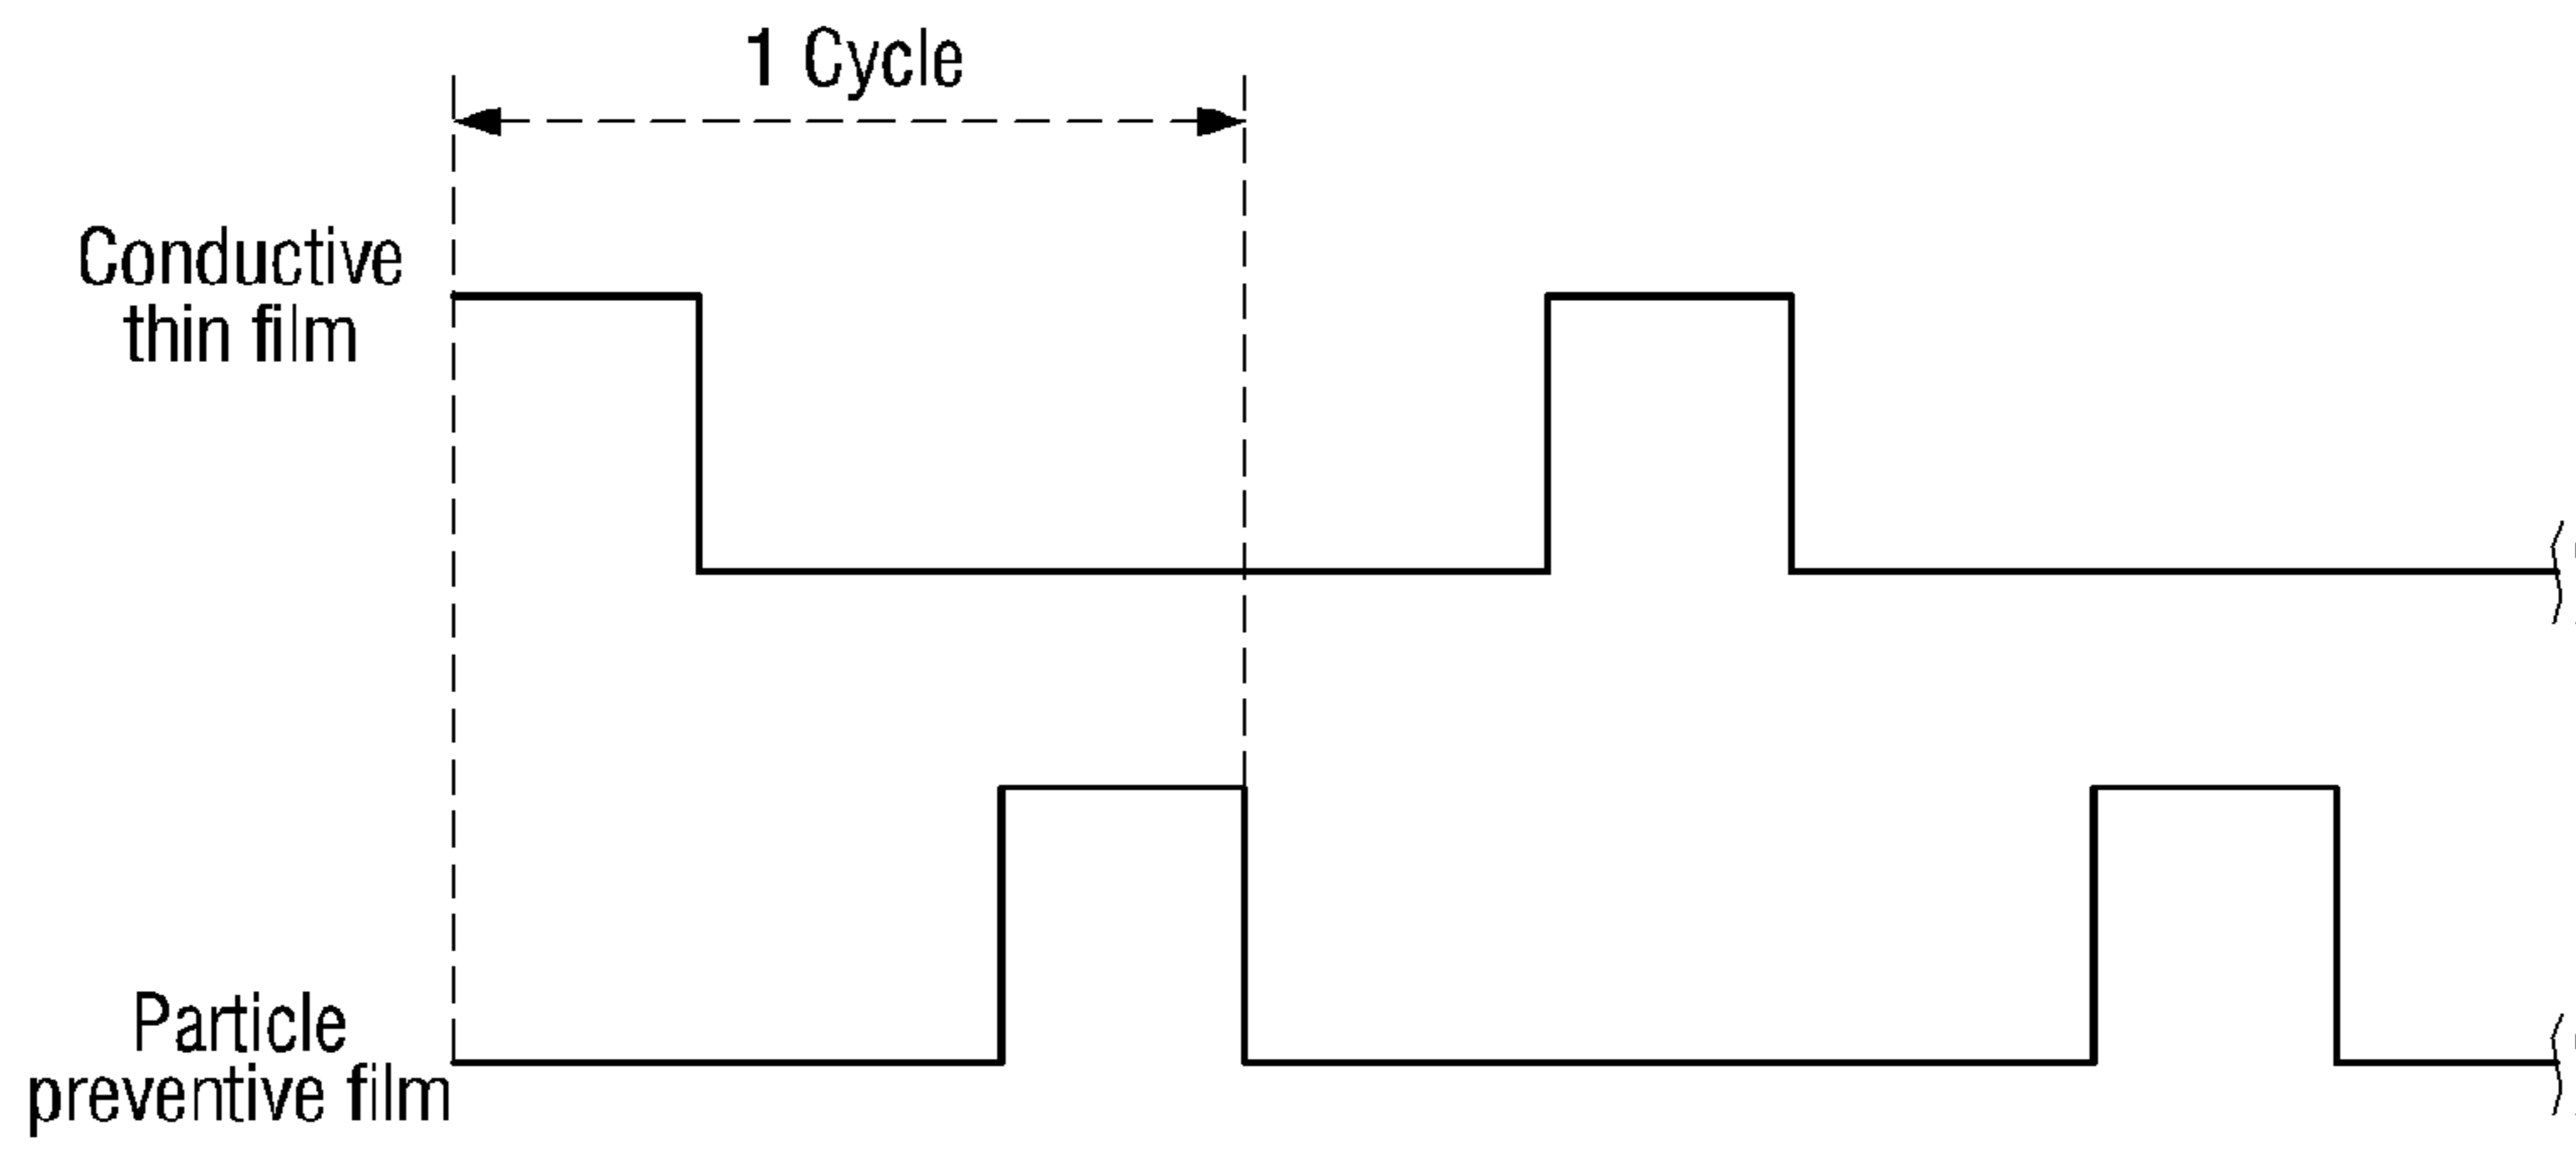 1 Cycle
Conductive
thin film
Particle
preventive film